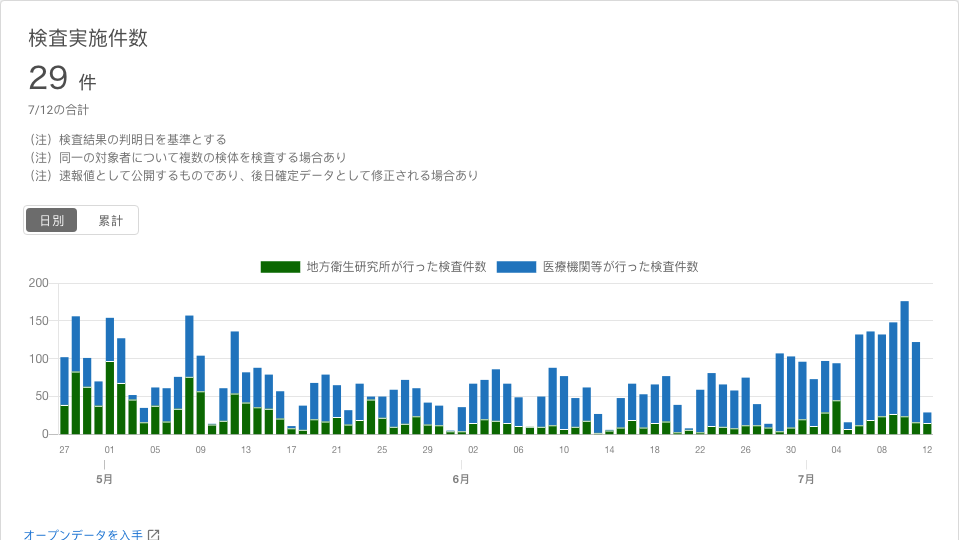 検査実施件数
29 件
7/12の合計
（注）検査結果の判明日を基準とする
（注）同一の対象者について複数の検体を検査する場合あり
（注）速報値として公開するものであり、後日確定データとして修正される場合あり
日別 累計
地方衛生研究所が行った検査件数 医療機関等が行った検査件数
200
150
100
50
0
27 01 05 09 13 17 21 25 29 02 06 10 14 18 22 26 30 04 08 12
5月 6月 7月
オープンデータを入手